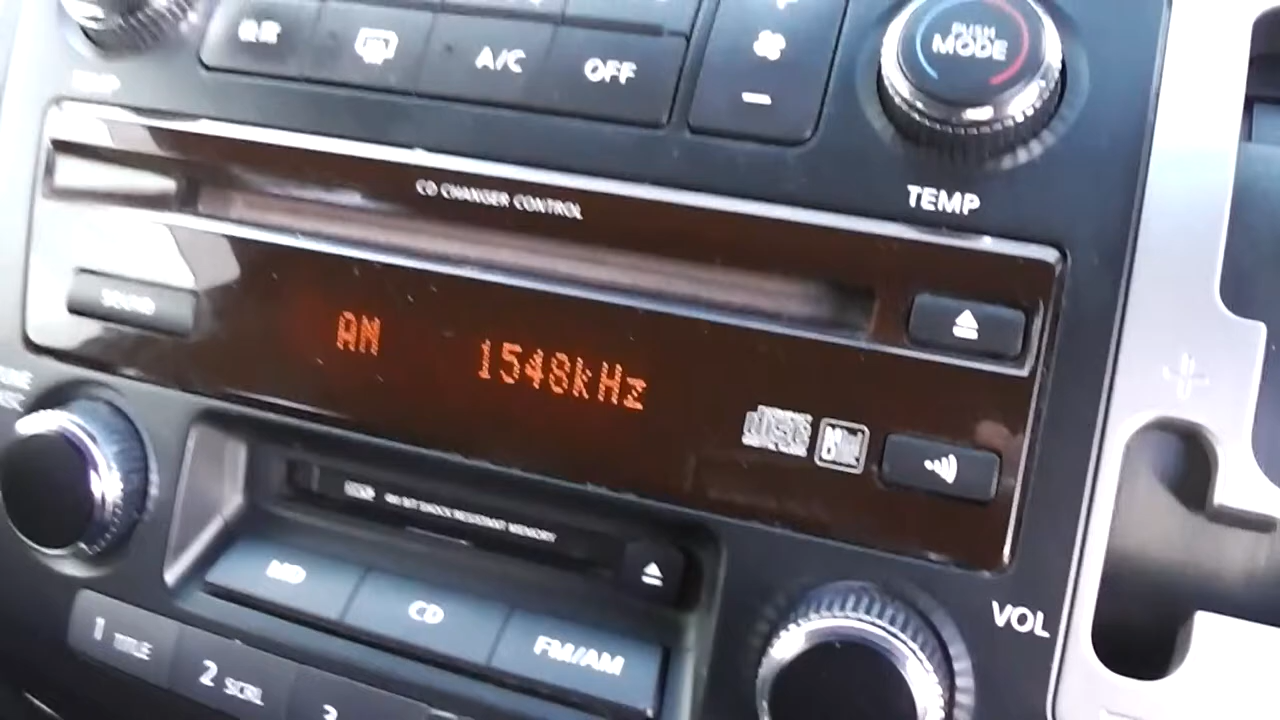 A/C
OFF
PUSH
MODE
TEMP
CD CHANGER CONTROL
SOUND
AM 1548kHz
VOL
MD
CD
FM/AM
1 TITLE
2 SCRL
3